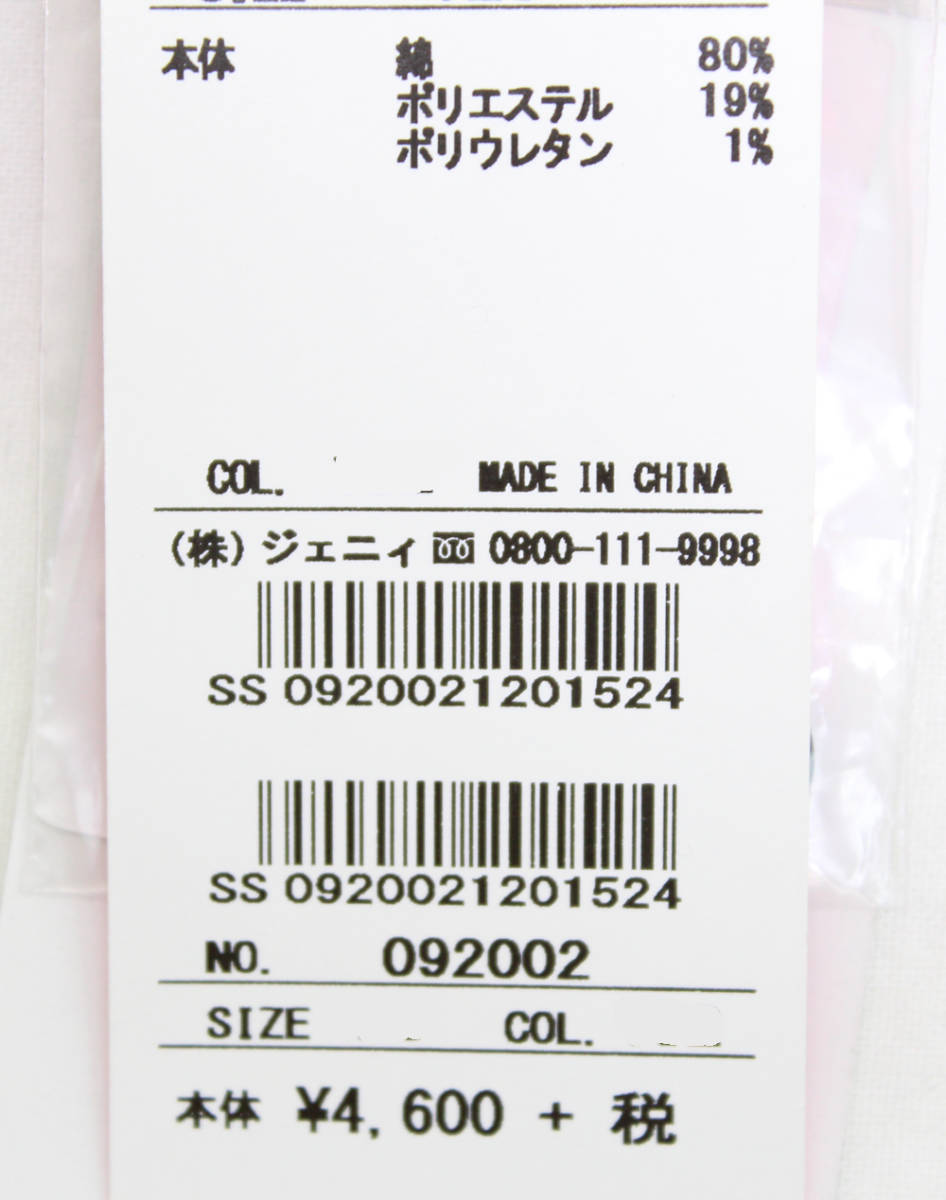 本体 綿 80%
ポリエステル 19%
ポリウレタン 1%
COL. MADE IN CHINA
(株)ジェニィ 0800-111-9998
SS 0920021201524
SS 0920021201524
NO. 092002
SIZE COL.
本体 ¥4,600 + 税